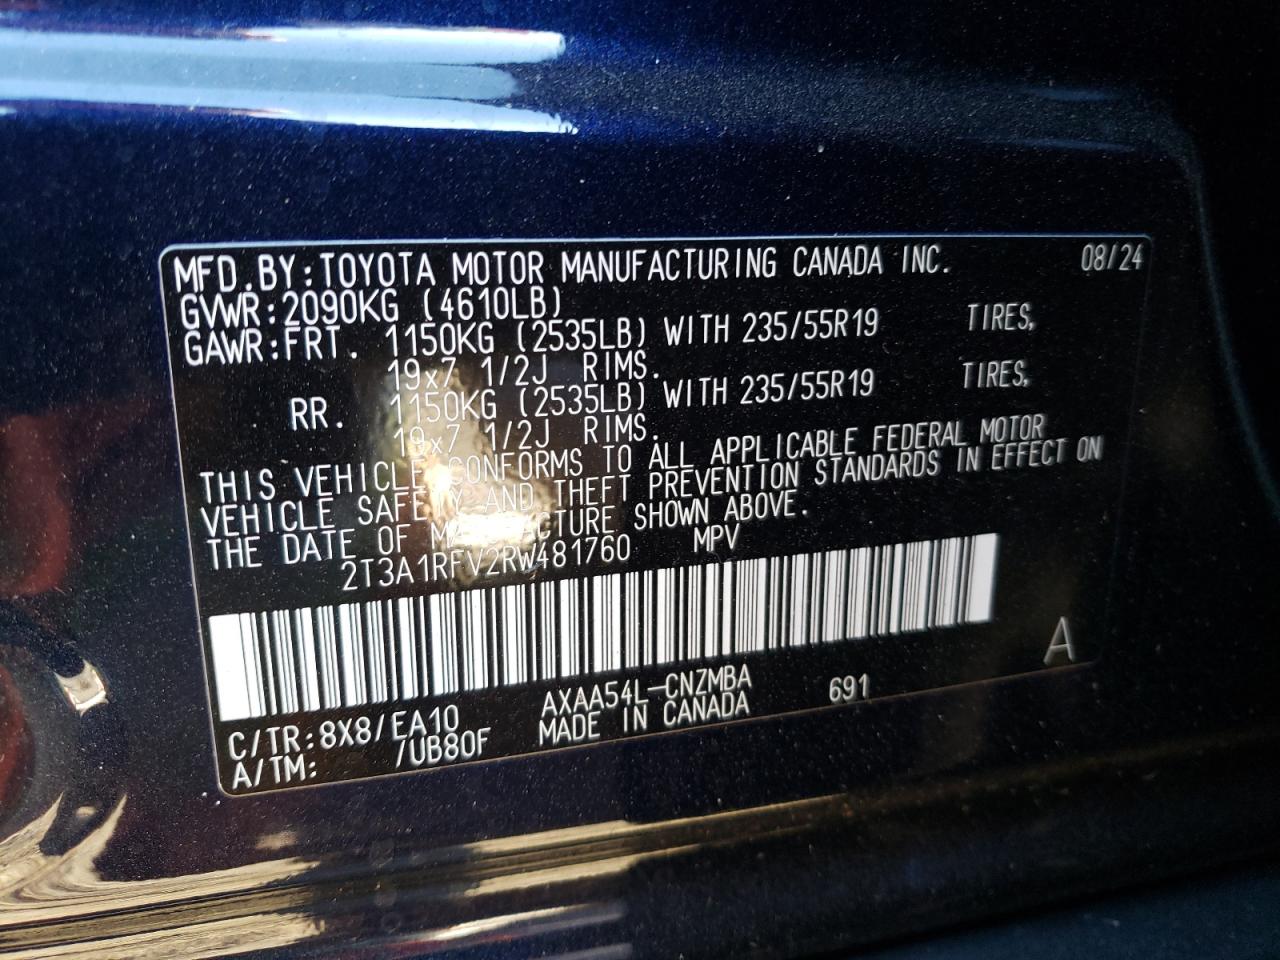 MFD.BY:TOYOTA MOTOR MANUFACTURING CANADA INC. 08/24
GVWR:2090KG (4610LB)
GAWR:FRT. 1150KG (2535LB) WITH 235/55R19 TIRES,
19x7 1/2J RIMS.
RR. 1150KG (2535LB) WITH 235/55R19 TIRES,
19x7 1/2J RIMS.
THIS VEHICLE CONFORMS TO ALL APPLICABLE FEDERAL MOTOR
VEHICLE SAFETY AND THEFT PREVENTION STANDARDS IN EFFECT ON
THE DATE OF MANUFACTURE SHOWN ABOVE.
2T3A1RFV2RW481760 MPV
A
C/TR:8X8/EA10 AXAA54L-CNZMBA 691
A/TM: /UB80F MADE IN CANADA